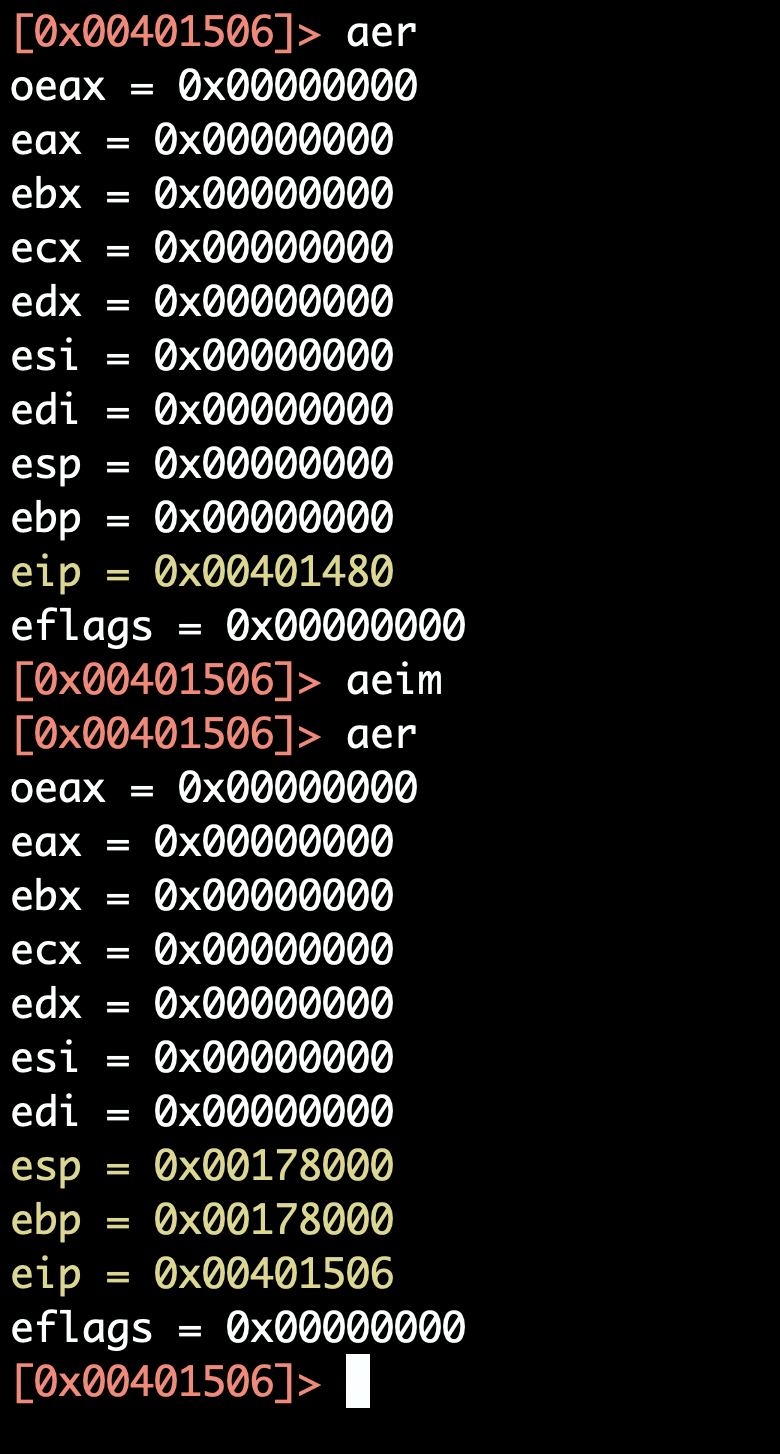 [0x00401506]> aer
oeax = 0x00000000
eax = 0x00000000
ebx = 0x00000000
ecx = 0x00000000
edx = 0x00000000
esi = 0x00000000
edi = 0x00000000
esp = 0x00000000
ebp = 0x00000000
eip = 0x00401480
eflags = 0x00000000
[0x00401506]> aeim
[0x00401506]> aer
oeax = 0x00000000
eax = 0x00000000
ebx = 0x00000000
ecx = 0x00000000
edx = 0x00000000
esi = 0x00000000
edi = 0x00000000
esp = 0x00178000
ebp = 0x00178000
eip = 0x00401506
eflags = 0x00000000
[0x00401506]>